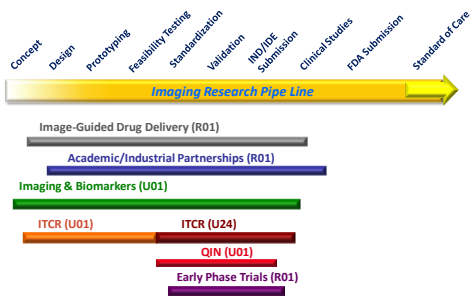 Concept
Design
Prototyping
Feasibility Testing
Standardization
Validation
IND/IDE
Submission
Clinical Studies
FDA Submission
Standard of Care
Imaging Research Pipe Line
Image-Guided Drug Delivery (R01)
Academic/Industrial Partnerships (R01)
Imaging & Biomarkers (U01)
ITCR (U01)
ITCR (U24)
QIN (U01)
Early Phase Trials (R01)